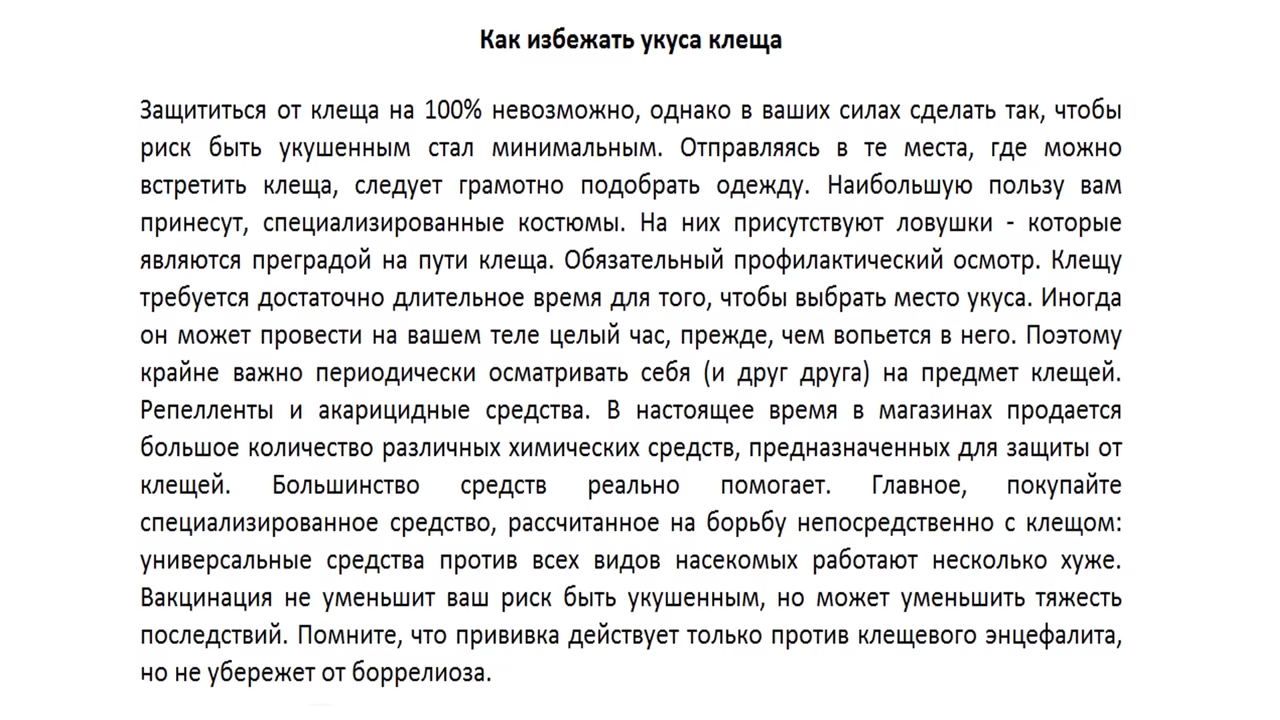 Как избежать укуса клеща
Защититься от клеща на 100% невозможно, однако в ваших силах сделать так, чтобы
риск быть укушенным стал минимальным. Отправляясь в те места, где можно
встретить клеща, следует грамотно подобрать одежду. Наибольшую пользу вам
принесут, специализированные костюмы. На них присутствуют ловушки - которые
являются преградой на пути клеща. Обязательный профилактический осмотр. Клещу
требуется достаточно длительное время для того, чтобы выбрать место укуса. Иногда
он может провести на вашем теле целый час, прежде, чем вопьется в него. Поэтому
крайне важно периодически осматривать себя (и друг друга) на предмет клещей.
Репелленты и акарицидные средства. В настоящее время в магазинах продается
большое количество различных химических средств, предназначенных для защиты от
клещей. Большинство средств реально помогает. Главное, покупайте
специализированное средство, рассчитанное на борьбу непосредственно с клещом:
универсальные средства против всех видов насекомых работают несколько хуже.
Вакцинация не уменьшит ваш риск быть укушенным, но может уменьшить тяжесть
последствий. Помните, что прививка действует только против клещевого энцефалита,
но не убережет от боррелиоза.